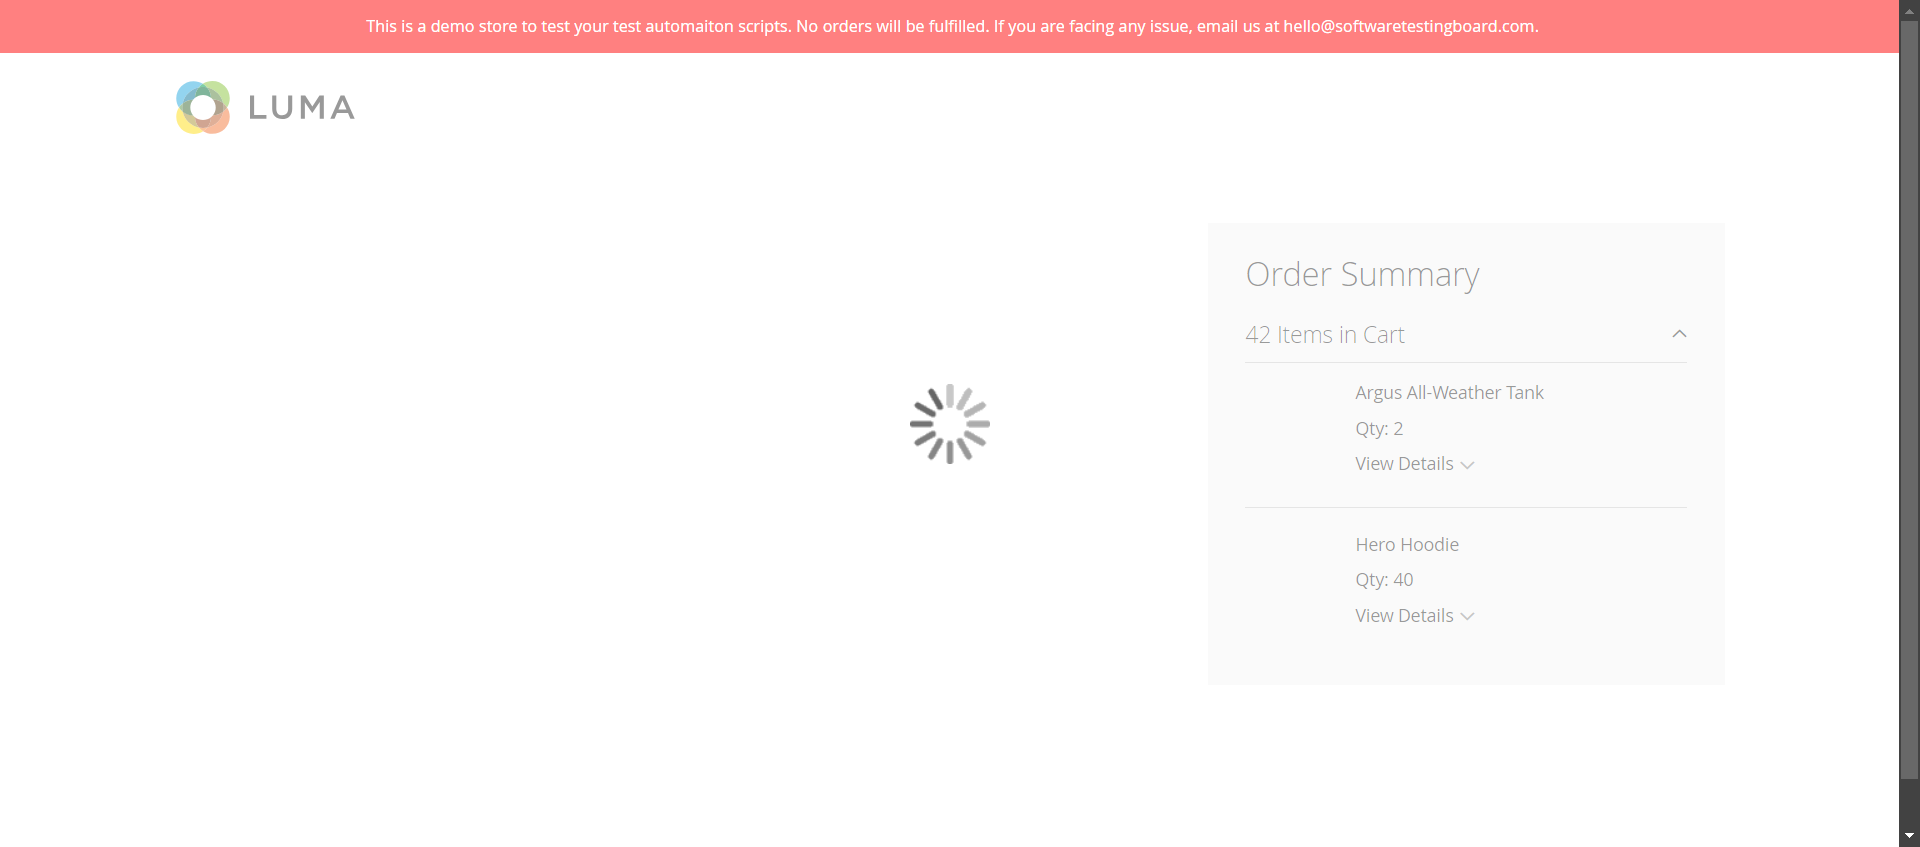 This is a demo store to test your test automaiton scripts. No orders will be fulfilled. If you are facing any issue, email us at hello@softwaretestingboard.com.
LUMA
Order Summary
42 Items in Cart
Argus All-Weather Tank
Qty: 2
View Details
Hero Hoodie
Qty: 40
View Details